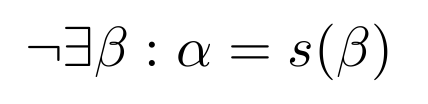 ¬∃β : α = s(β)